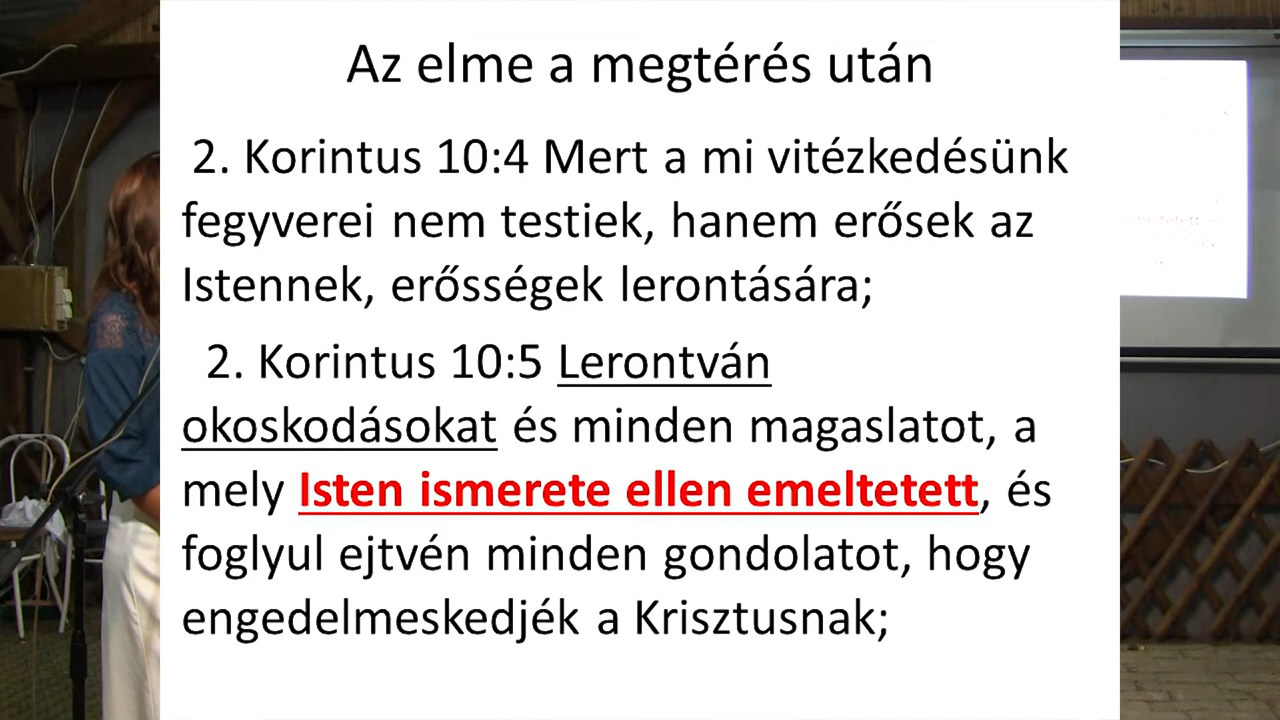 Az elme a megtérés után
2. Korintus 10:4 Mert a mi vitézkedésünk
fegyverei nem testiek, hanem erősek az
Istennek, erősségek lerontására;
2. Korintus 10:5 Lerontván
okoskodásokat és minden magaslatot, a
mely Isten ismerete ellen emeltetett, és
foglyul ejtvén minden gondolatot, hogy
engedelmeskedjék a Krisztusnak;